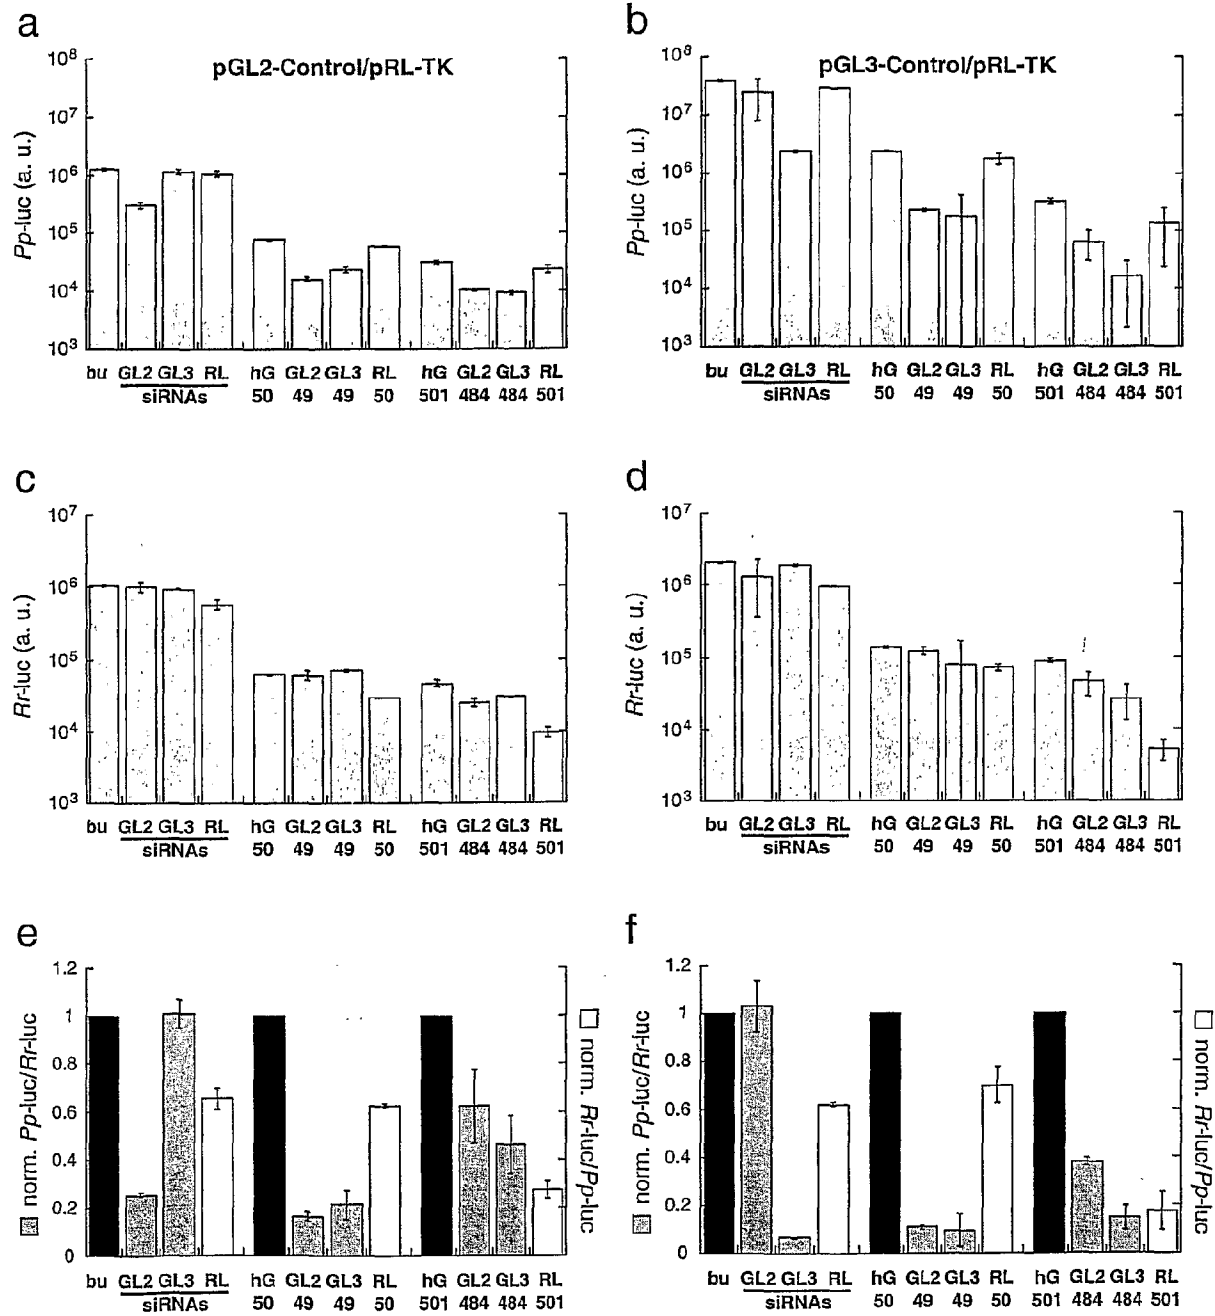 a
pGL2-Control/pRL-TK
Pp-luc (a. u.)
10⁸
10⁷
10⁶
10⁵
10⁴
10³
bu GL2 GL3 RL hG GL2 GL3 RL hG GL2 GL3 RL
siRNAs 50 49 49 50 501 484 484 501
b
pGL3-Control/pRL-TK
Pp-luc (a. u.)
10⁸
10⁷
10⁶
10⁵
10⁴
10³
bu GL2 GL3 RL hG GL2 GL3 RL hG GL2 GL3 RL
siRNAs 50 49 49 50 501 484 484 501
c
Rr-luc (a. u.)
10⁷
10⁶
10⁵
10⁴
10³
bu GL2 GL3 RL hG GL2 GL3 RL hG GL2 GL3 RL
siRNAs 50 49 49 50 501 484 484 501
d
Rr-luc (a. u.)
10⁷
10⁶
10⁵
10⁴
10³
bu GL2 GL3 RL hG GL2 GL3 RL hG GL2 GL3 RL
siRNAs 50 49 49 50 501 484 484 501
e
norm. Pp-luc/Rr-luc
1.2
1
0.8
0.6
0.4
0.2
0
norm. Rr-luc/Pp-luc
bu GL2 GL3 RL hG GL2 GL3 RL hG GL2 GL3 RL
siRNAs 50 49 49 50 501 484 484 501
f
norm. Pp-luc/Rr-luc
1.2
1
0.8
0.6
0.4
0.2
0
norm. Rr-luc/Pp-luc
bu GL2 GL3 RL hG GL2 GL3 RL hG GL2 GL3 RL
siRNAs 50 49 49 50 501 484 484 501